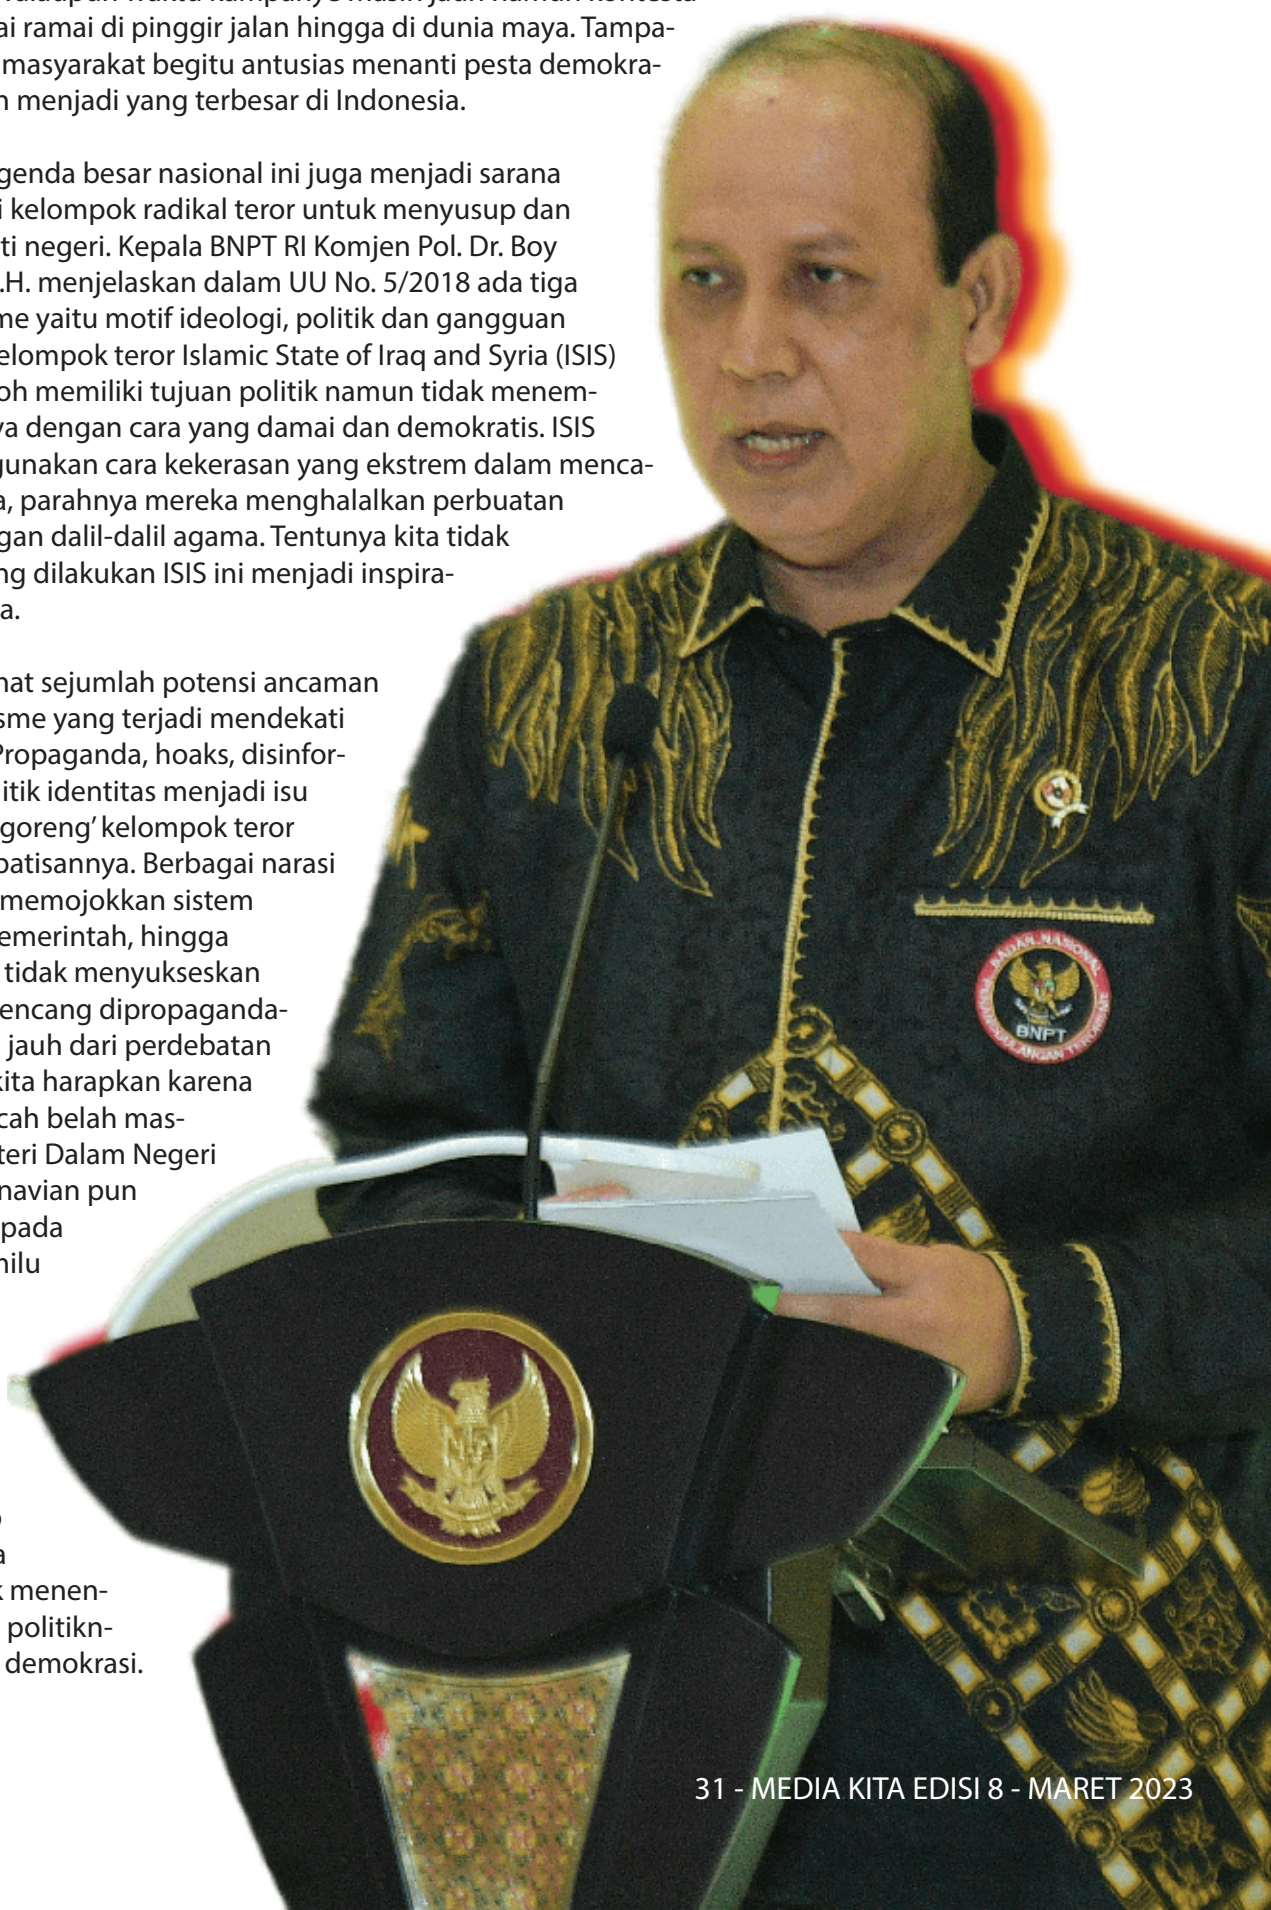 masih jauh namun
ai ramai di pinggir jalan hingga di dunia maya. Tampa-
masyarakat begitu antusias menanti pesta demokra-
n menjadi yang terbesar di Indonesia.
genda besar nasional ini juga menjadi sarana
i kelompok radikal teror untuk menyusup dan
ti negeri. Kepala BNPT RI Komjen Pol. Dr. Boy
.H. menjelaskan dalam UU No. 5/2018 ada tiga
me yaitu motif ideologi, politik dan gangguan
elompok teror Islamic State of Iraq and Syria (ISIS)
oh memiliki tujuan politik namun tidak menem-
ya dengan cara yang damai dan demokratis. ISIS
gunakan cara kekerasan yang ekstrem dalam menca-
a, parahnya mereka menghalalkan perbuatan
gan dalil-dalil agama. Tentunya kita tidak
ng dilakukan ISIS ini menjadi inspira-
a.
hat sejumlah potensi ancaman
sme yang terjadi mendekati
Propaganda, hoaks, disinfor-
itik identitas menjadi isu
goreng’ kelompok teror
patisannya. Berbagai narasi
memojokkan sistem
emerintah, hingga
tidak menyukseskan
encang dipropaganda-
jauh dari perdebatan
kita harapkan karena
cah belah mas-
teri Dalam Negeri
navian pun
pada
nilu
a
k menen-
politikn-
demokrasi.
BADAN NASIONAL
PENANGGULANGAN TERORISME
BNPT
31 - MEDIA KITA EDISI 8 - MARET 2023